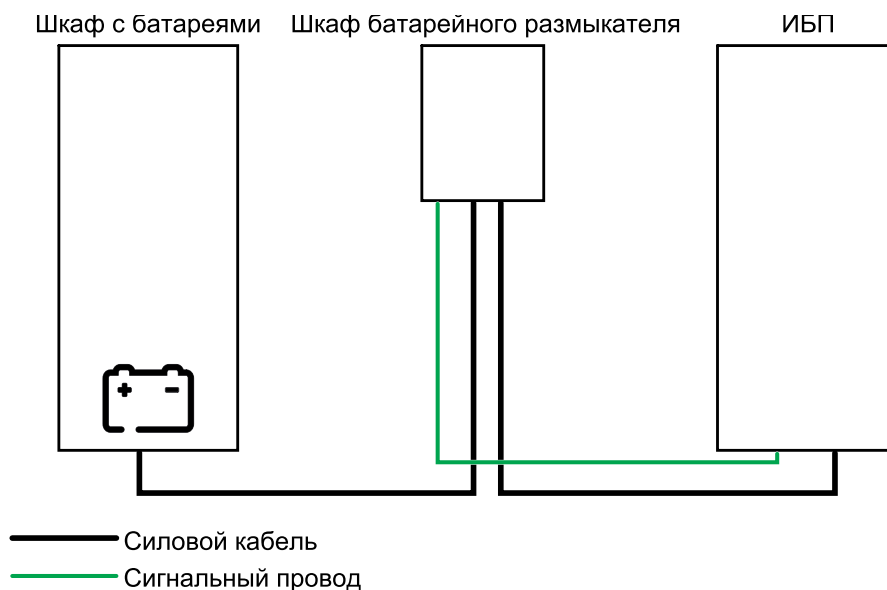 Шкаф с батареями
Шкаф батарейного размыкателя
ИБП
Силовой кабель
Сигнальный провод